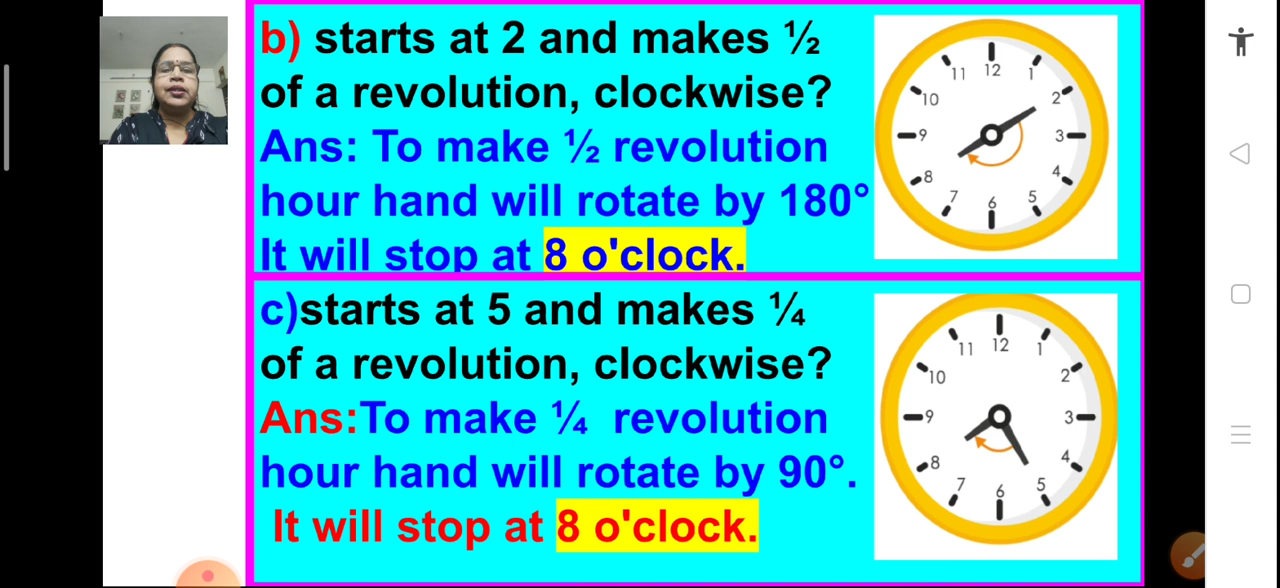 b) starts at 2 and makes ½
of a revolution, clockwise?
Ans: To make ½ revolution
hour hand will rotate by 180°
It will stop at 8 o'clock.
11 12 1
10 2
9 3
8 4
7 6 5
c)starts at 5 and makes ¼
of a revolution, clockwise?
Ans:To make ¼ revolution
hour hand will rotate by 90°.
It will stop at 8 o'clock.
11 12 1
10 2
9 3
8 4
7 6 5